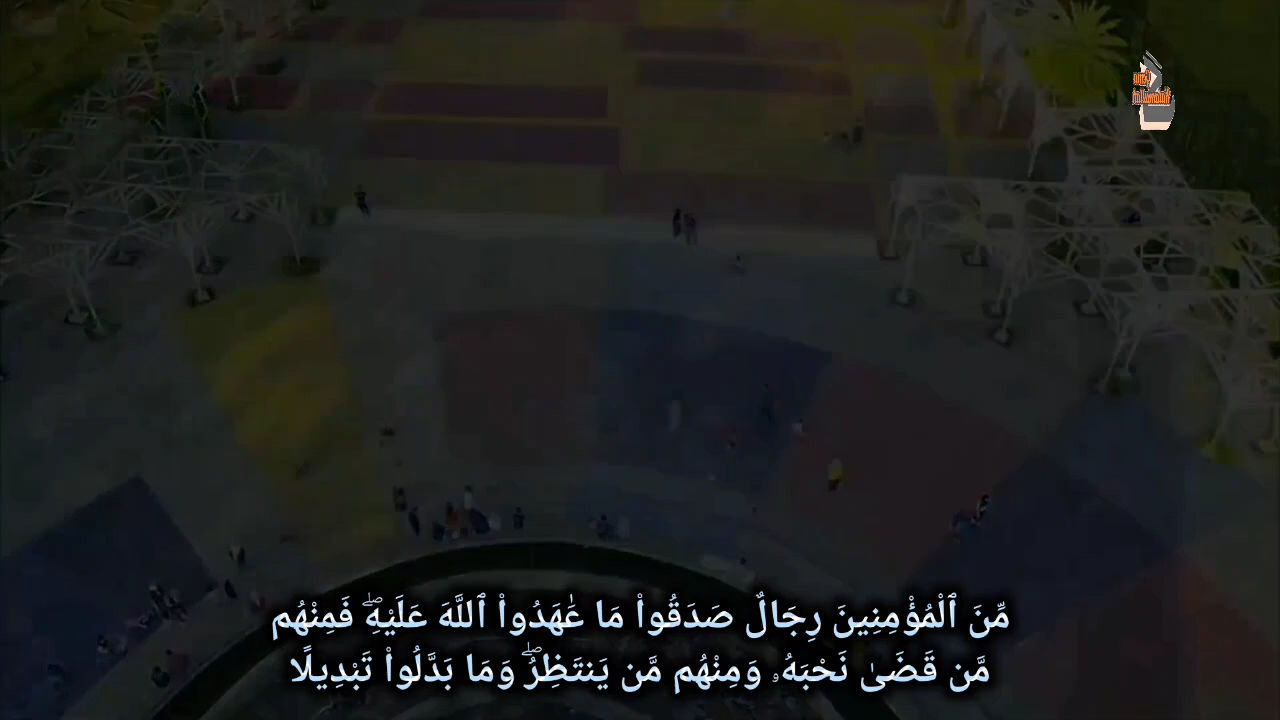 مِّنَ ٱلْمُؤْمِنِينَ رِجَالٌ صَدَقُوا۟ مَا عَٰهَدُوا۟ ٱللَّهَ عَلَيْهِ ۖ فَمِنْهُم
مَّن قَضَىٰ نَحْبَهُۥ وَمِنْهُم مَّن يَنتَظِرُ ۖ وَمَا بَدَّلُوا۟ تَبْدِيلًا